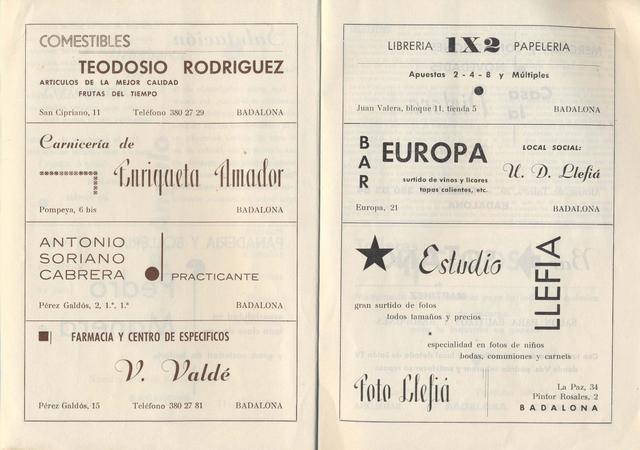 COMESTIBLES
TEODOSIO RODRIGUEZ
ARTICULOS DE LA MEJOR CALIDAD
FRUTAS DEL TIEMPO
San Cipriano, 11 Teléfono 380 27 29 BADALONA
Carnicería de
Enriqueta Amador
Pompeya, 6 bis BADALONA
ANTONIO
SORIANO
CABRERA PRACTICANTE
Pérez Galdós, 2, 1.º, 1.ª BADALONA
FARMACIA Y CENTRO DE ESPECIFICOS
V. Valdé
Pérez Galdós, 15 Teléfono 380 27 81 BADALONA
LIBRERIA 1X2 PAPELERIA
Apuestas 2 - 4 - 8 y Múltiples
Juan Valera, bloque 11, tienda 5 BADALONA
BAR EUROPA
surtido de vinos y licores
tapas calientes, etc.
LOCAL SOCIAL:
U. D. Llefiá
Europa, 21 BADALONA
Estudio
LLEFIA
gran surtido de fotos
todos tamaños y precios
especialidad en fotos de niños
bodas, comuniones y carnets
Foto Llefiá
La Paz, 34
Pintor Rosales, 2
BADALONA